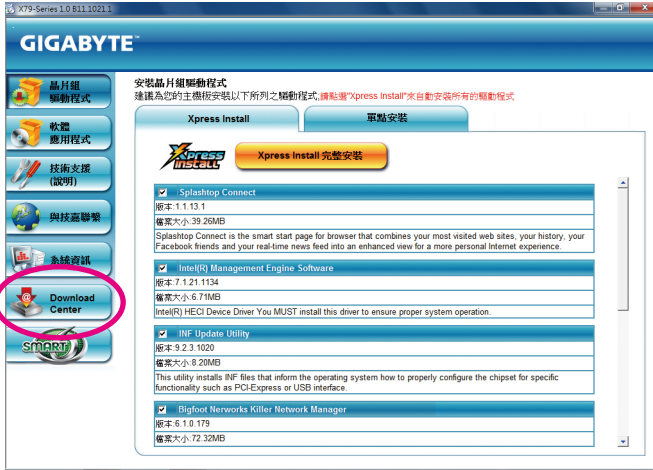 X79-Series 1.0 B11.1021.1
GIGABYTE™
晶片組
驅動程式
軟體
應用程式
技術支援
(說明)
與技嘉聯繫
系統資訊
Download
Center
SMART
安裝晶片組驅動程式
建議為您的主機板安裝以下所列之驅動程式;請點選"Xpress Install"來自動安裝所有的驅動程式
Xpress Install
單點安裝
Xpress
Install
Xpress Install 完整安裝
Splashtop Connect
版本:1.1.13.1
檔案大小:39.26MB
Splashtop Connect is the smart start page for browser that combines your most visited web sites, your history, your
Facebook friends and your real-time news feed into an enhanced view for a more personal Internet experience.
Intel(R) Management Engine Software
版本:7.1.21.1134
檔案大小:6.71MB
Intel(R) HECI Device Driver You MUST install this driver to ensure proper system operation.
INF Update Utility
版本:9.2.3.1020
檔案大小:8.20MB
This utility installs INF files that inform the operating system how to properly configure the chipset for specific
functionality such as PCI-Express or USB interface.
Bigfoot Nerworks Killer Network Manager
版本:6.1.0.179
檔案大小:72.32MB